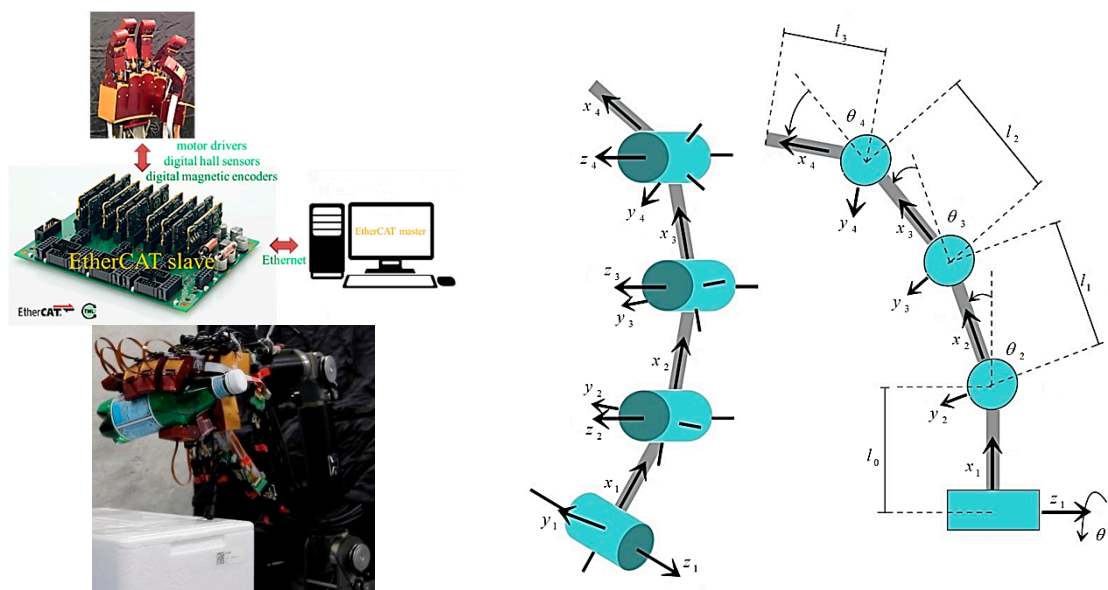 motor drivers
digital hall sensors
digital magnetic encoders
EtherCAT slave
EtherCAT master
Ethernet
EtherCAT
TML
x₄
z₄
y₄
x₃
z₃
y₃
x₂
y₂
z₂
x₁
y₁
z₁
l₃
θ₄
l₂
x₄
y₄
x₃
θ₃
y₃
l₁
x₂
θ₂
y₂
l₀
x₁
z₁
θ